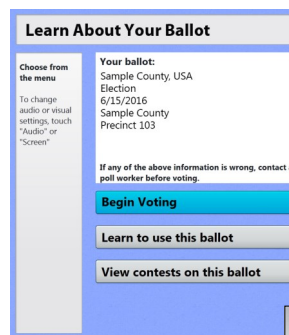 Learn About Your Ballot
Choose from
the menu
To change
audio or visual
settings, touch
"Audio" or
"Screen"
Your ballot:
Sample County, USA
Election
6/15/2016
Sample County
Precinct 103
If any of the above information is wrong, contact
poll worker before voting.
Begin Voting
Learn to use this ballot
View contests on this ballot